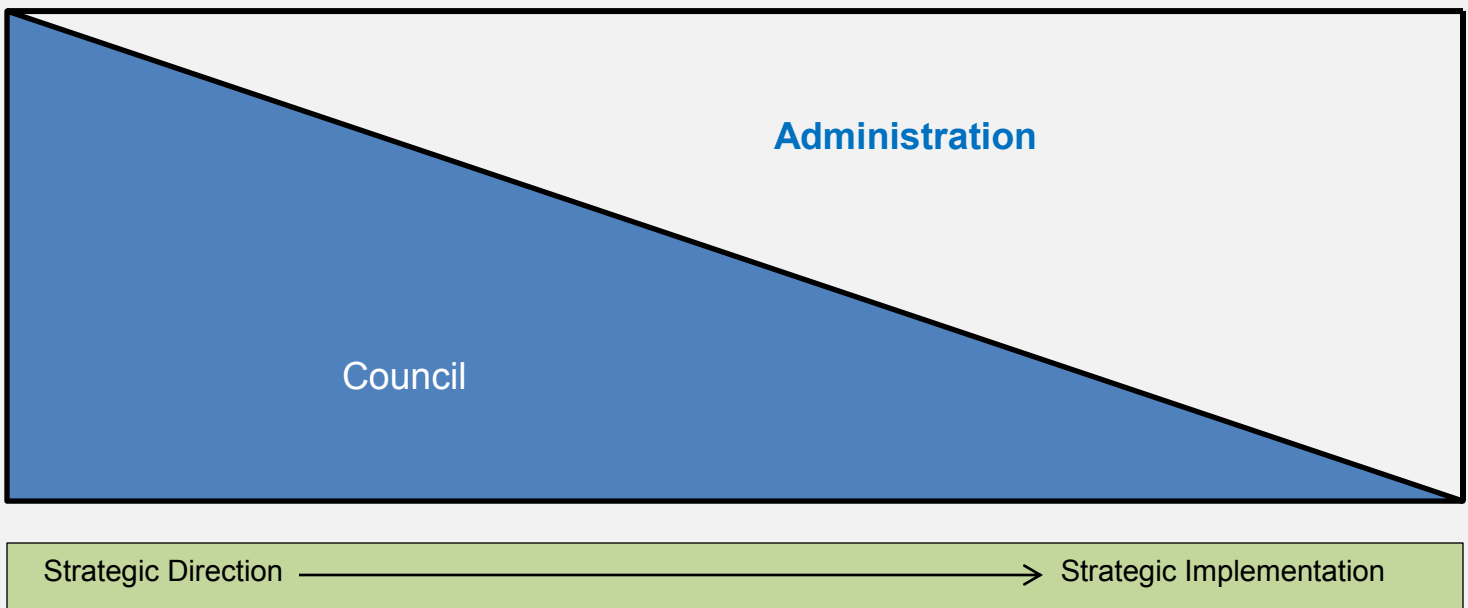 Administration
Council
Strategic Direction Strategic Implementation